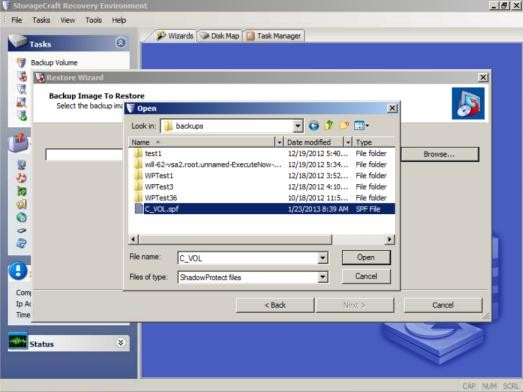 StorageCraft Recovery Environment
File Tasks View Tools Help
Tasks
Wizards Disk Map Task Manager
Backup Volume
Restore Wizard
Backup Image To Restore
Select the backup ima
Open
Look in: backups
Name Date modified Type
test1 12/19/2012 5:40... File folder
will-62-vsa2.root.unnamed-ExecuteNow-... 12/19/2012 5:34... File folder
WPTest1 12/18/2012 3:52... File folder
WPTest3 12/18/2012 4:10... File folder
WPTest36 10/18/2012 11:5... File folder
C_VOL.spf 1/23/2013 8:39 AM SPF File
Browse...
File name: C_VOL Open
Files of type: ShadowProtect files Cancel
Comp
Ip Ad
Time
< Back Next > Cancel
Status
CAP NUM SCRL